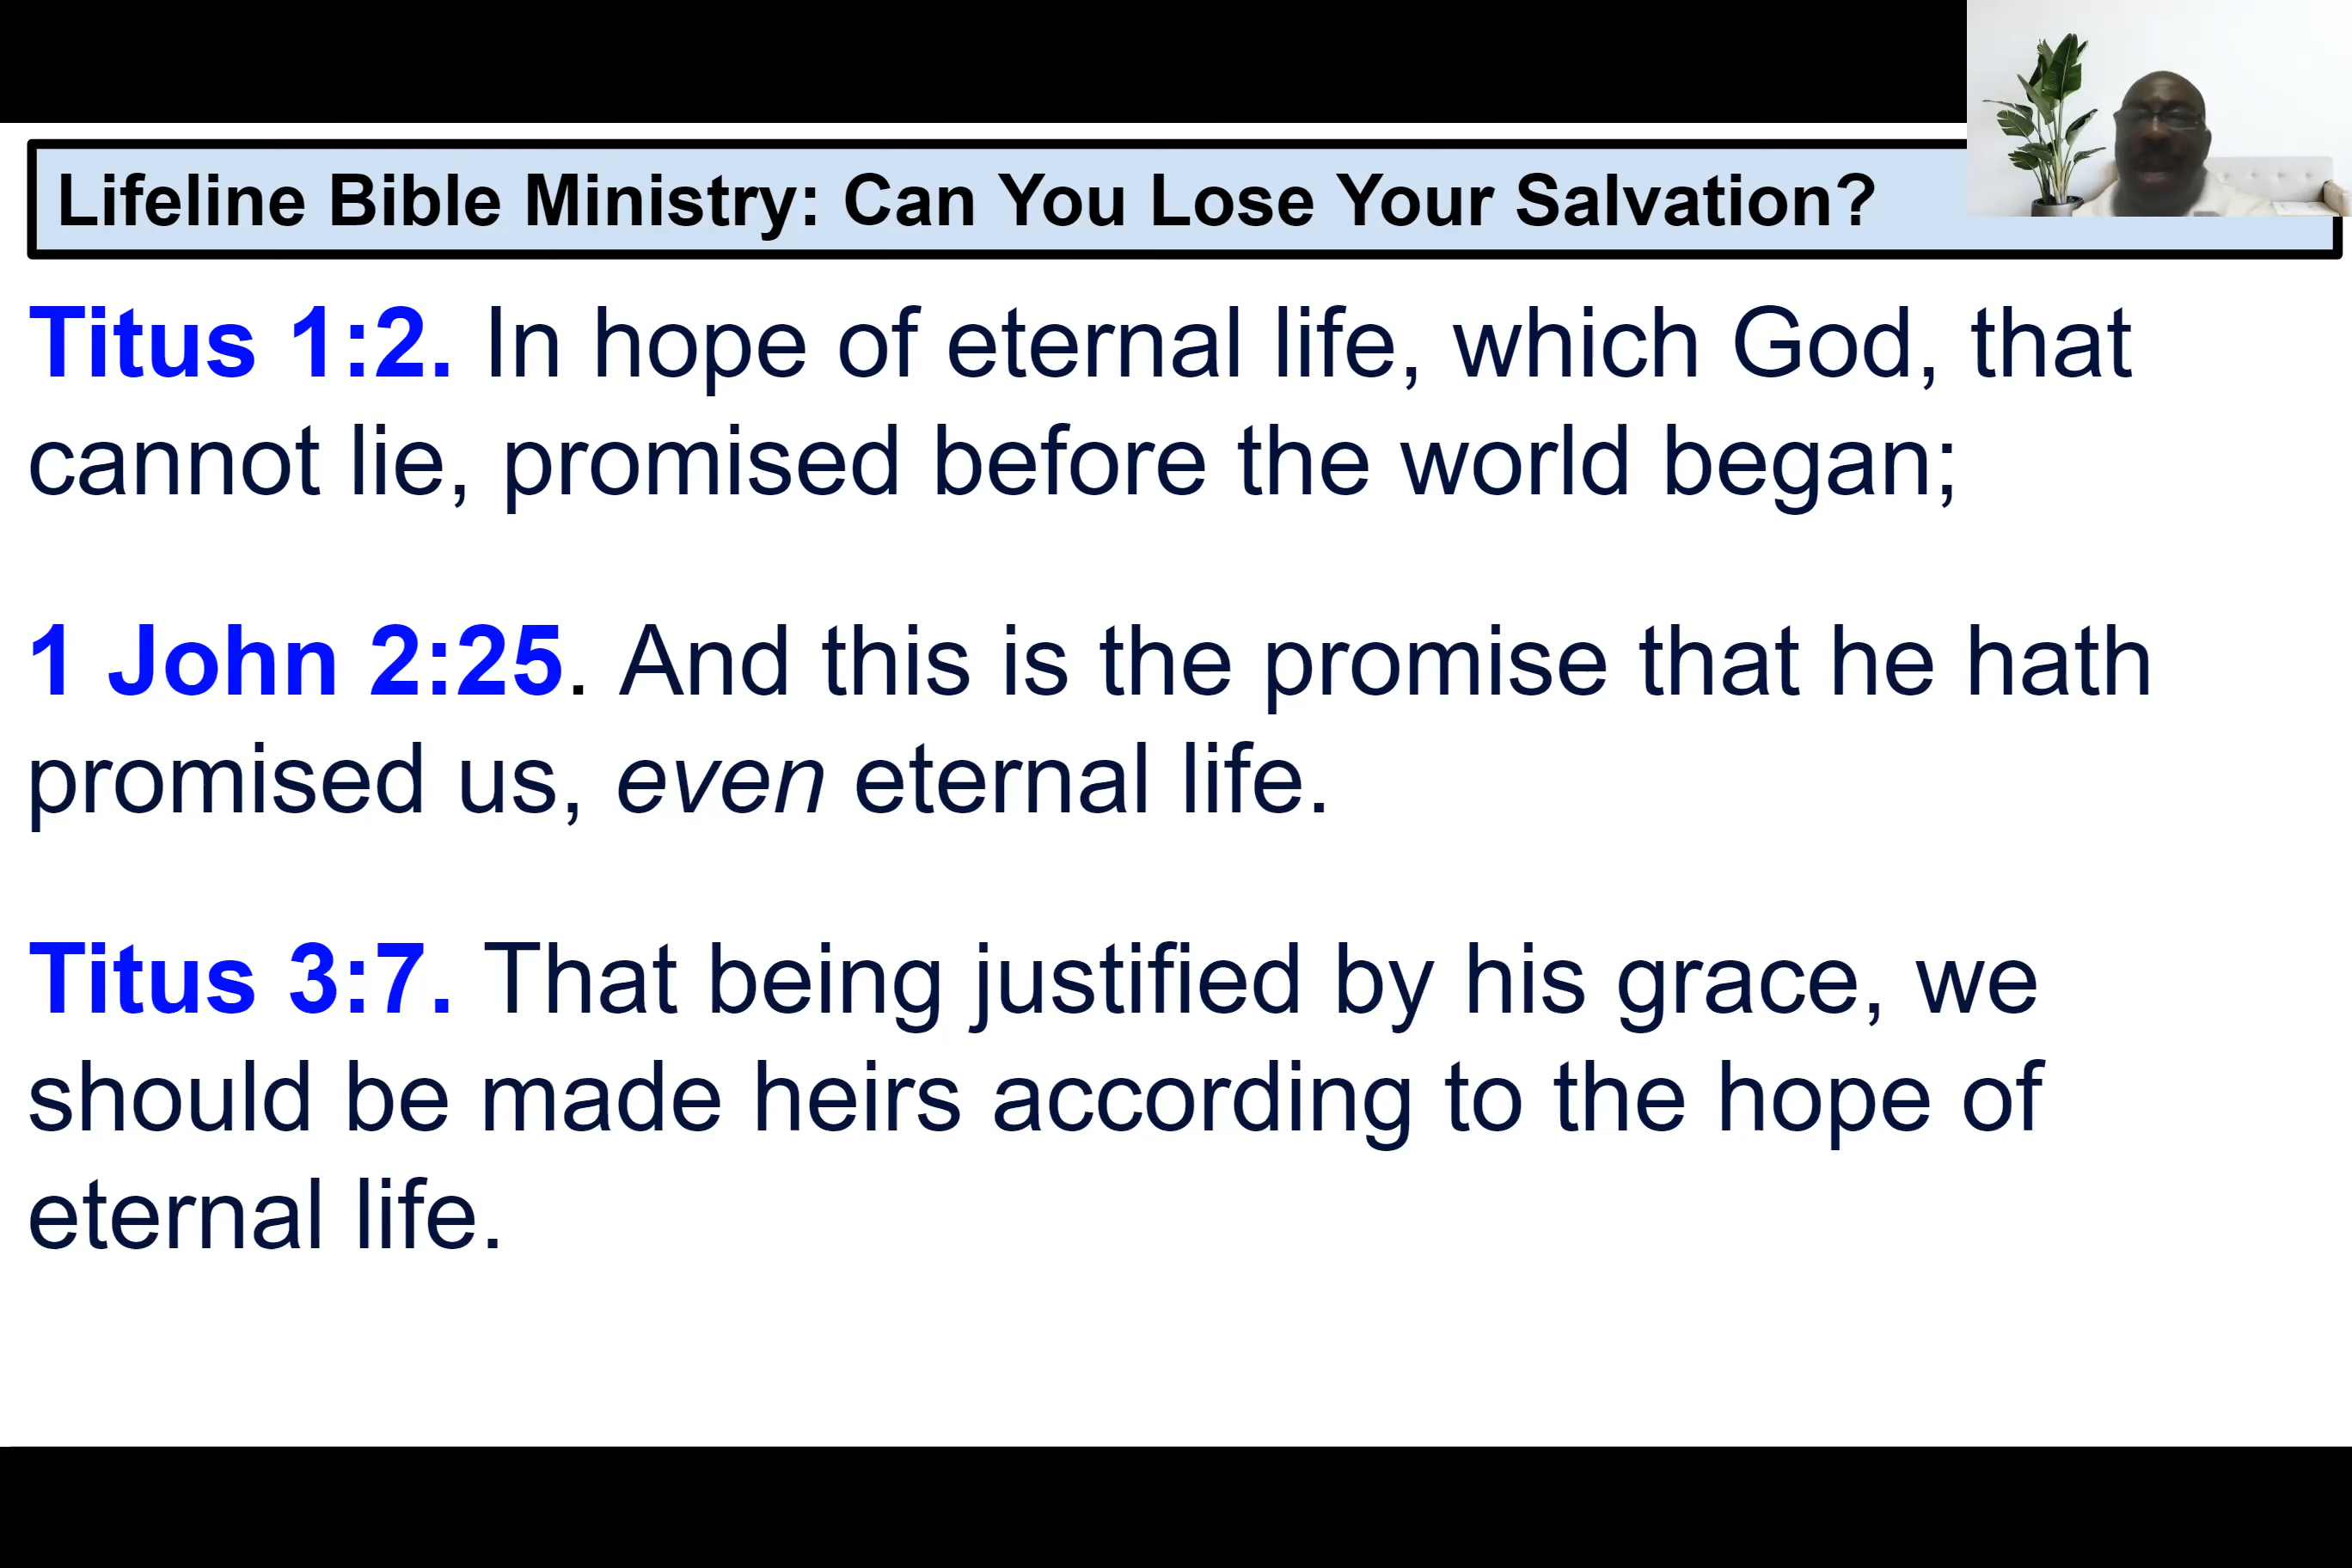 Lifeline Bible Ministry: Can You Lose Your Salvation?
Titus 1:2. In hope of eternal life, which God, that
cannot lie, promised before the world began;
1 John 2:25. And this is the promise that he hath
promised us, even eternal life.
Titus 3:7. That being justified by his grace, we
should be made heirs according to the hope of
eternal life.